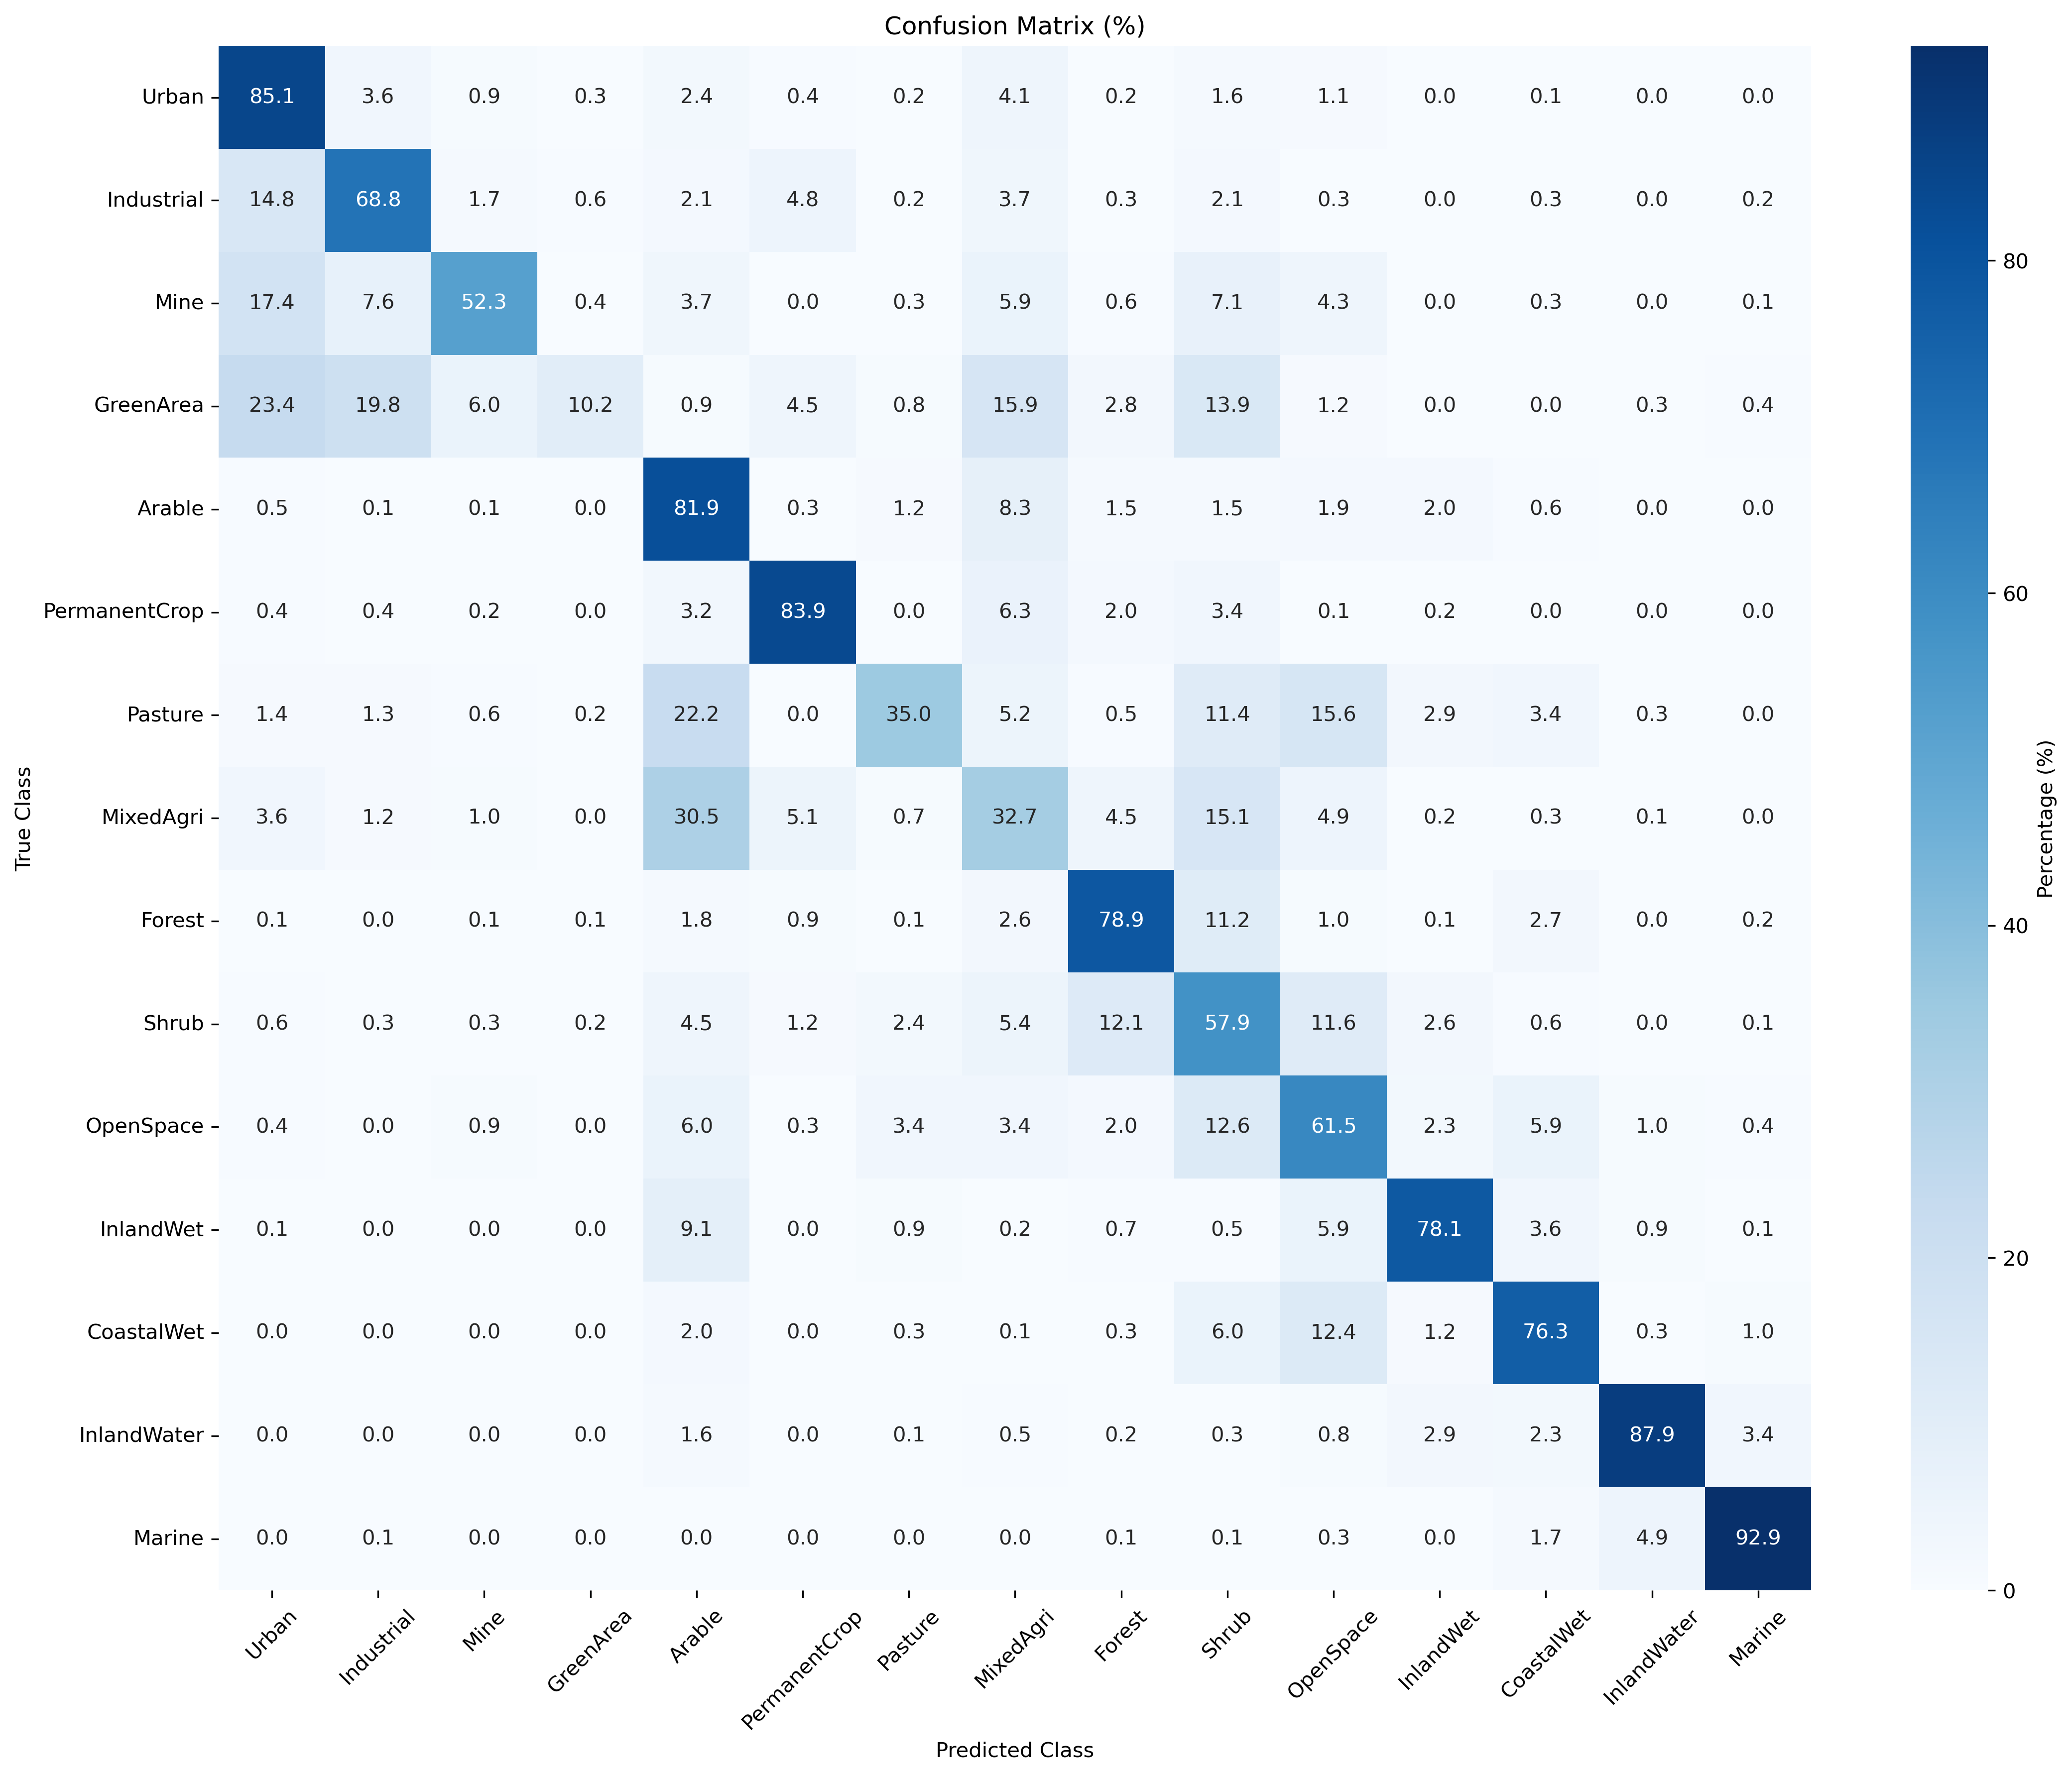 Confusion Matrix (%)
Urban 85.1 3.6 0.9 0.3 2.4 0.4 0.2 4.1 0.2 1.6 1.1 0.0 0.1 0.0 0.0
Industrial 14.8 68.8 1.7 0.6 2.1 4.8 0.2 3.7 0.3 2.1 0.3 0.0 0.3 0.0 0.2
Mine 17.4 7.6 52.3 0.4 3.7 0.0 0.3 5.9 0.6 7.1 4.3 0.0 0.3 0.0 0.1
GreenArea 23.4 19.8 6.0 10.2 0.9 4.5 0.8 15.9 2.8 13.9 1.2 0.0 0.0 0.3 0.4
Arable 0.5 0.1 0.1 0.0 81.9 0.3 1.2 8.3 1.5 1.5 1.9 2.0 0.6 0.0 0.0
PermanentCrop 0.4 0.4 0.2 0.0 3.2 83.9 0.0 6.3 2.0 3.4 0.1 0.2 0.0 0.0 0.0
Pasture 1.4 1.3 0.6 0.2 22.2 0.0 35.0 5.2 0.5 11.4 15.6 2.9 3.4 0.3 0.0
MixedAgri 3.6 1.2 1.0 0.0 30.5 5.1 0.7 32.7 4.5 15.1 4.9 0.2 0.3 0.1 0.0
Forest 0.1 0.0 0.1 0.1 1.8 0.9 0.1 2.6 78.9 11.2 1.0 0.1 2.7 0.0 0.2
Shrub 0.6 0.3 0.3 0.2 4.5 1.2 2.4 5.4 12.1 57.9 11.6 2.6 0.6 0.0 0.1
OpenSpace 0.4 0.0 0.9 0.0 6.0 0.3 3.4 3.4 2.0 12.6 61.5 2.3 5.9 1.0 0.4
InlandWet 0.1 0.0 0.0 0.0 9.1 0.0 0.9 0.2 0.7 0.5 5.9 78.1 3.6 0.9 0.1
CoastalWet 0.0 0.0 0.0 0.0 2.0 0.0 0.3 0.1 0.3 6.0 12.4 1.2 76.3 0.3 1.0
InlandWater 0.0 0.0 0.0 0.0 1.6 0.0 0.1 0.5 0.2 0.3 0.8 2.9 2.3 87.9 3.4
Marine 0.0 0.1 0.0 0.0 0.0 0.0 0.0 0.0 0.1 0.1 0.3 0.0 1.7 4.9 92.9
Urban Industrial Mine GreenArea Arable PermanentCrop Pasture MixedAgri Forest Shrub OpenSpace InlandWet CoastalWet InlandWater Marine
Predicted Class
True Class
80
60
40
20
0
Percentage (%)